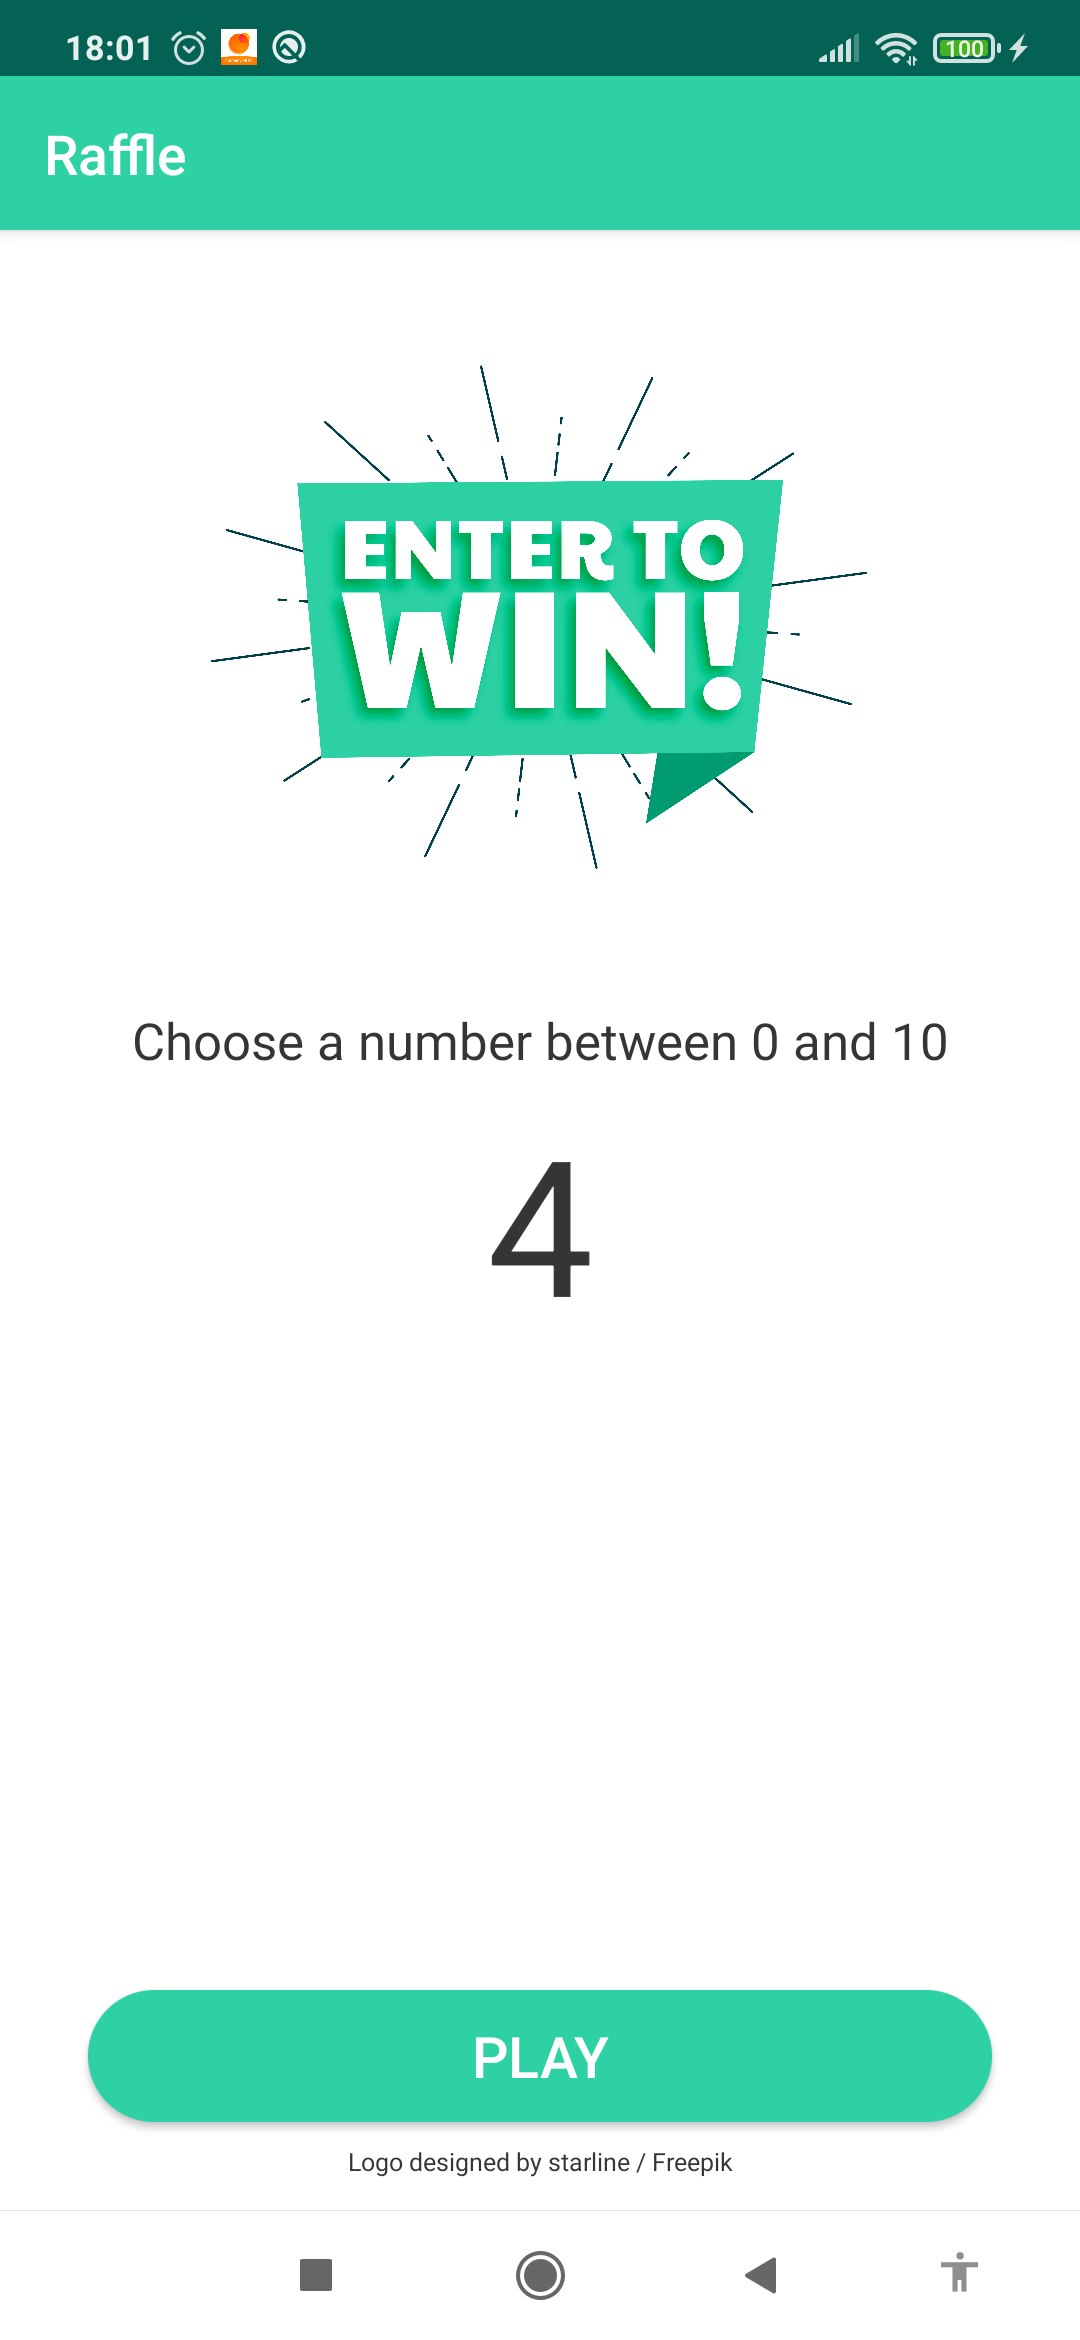 18:01
100
Raffle
ENTER TO
WIN!
Choose a number between 0 and 10
4
PLAY
Logo designed by starline / Freepik